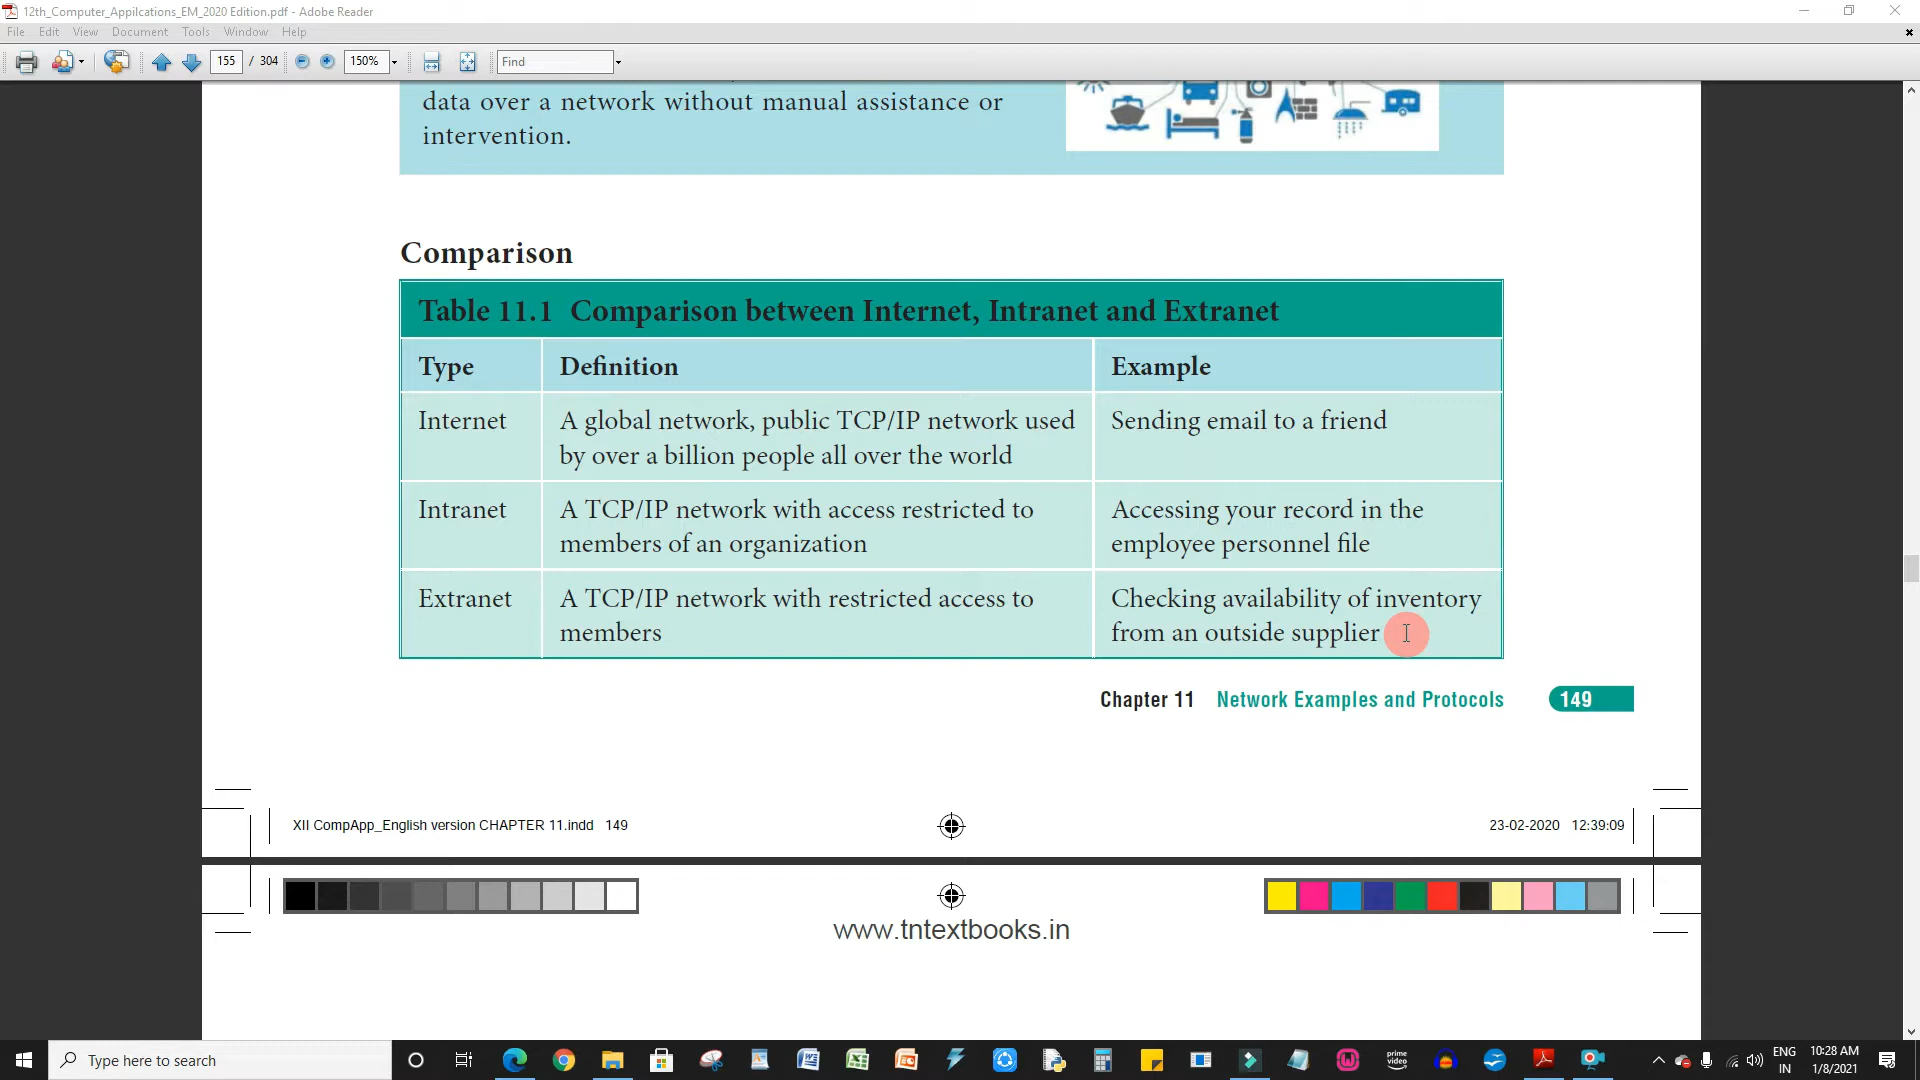 12th_Computer_Appilcations_EM_2020 Edition.pdf - Adobe Reader
File Edit View Document Tools Window Help
155 / 304 150% Find
data over a network without manual assistance or
intervention.
Comparison
Table 11.1 Comparison between Internet, Intranet and Extranet
Type Definition Example
Internet A global network, public TCP/IP network used Sending email to a friend
by over a billion people all over the world
Intranet A TCP/IP network with access restricted to Accessing your record in the
members of an organization employee personnel file
Extranet A TCP/IP network with restricted access to Checking availability of inventory
members from an outside supplier
Chapter 11 Network Examples and Protocols 149
XII CompApp_English version CHAPTER 11.indd 149 23-02-2020 12:39:09
www.tntextbooks.in
Type here to search
prime
video
ENG
IN
10:28 AM
1/8/2021